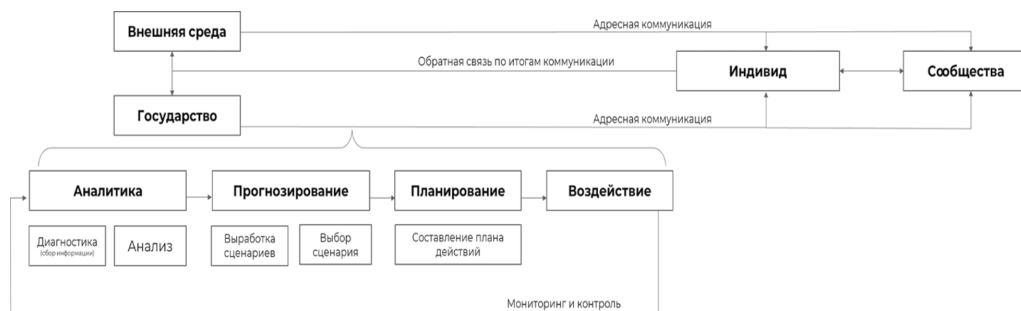 Внешняя среда
Адресная коммуникация
Обратная связь по итогам коммуникации
Индивид
Сообщества
Государство
Адресная коммуникация
Аналитика
Прогнозирование
Планирование
Воздействие
Диагностика
(сбор информации)
Анализ
Выработка
сценариев
Выбор
сценария
Составление плана
действий
Мониторинг и контроль